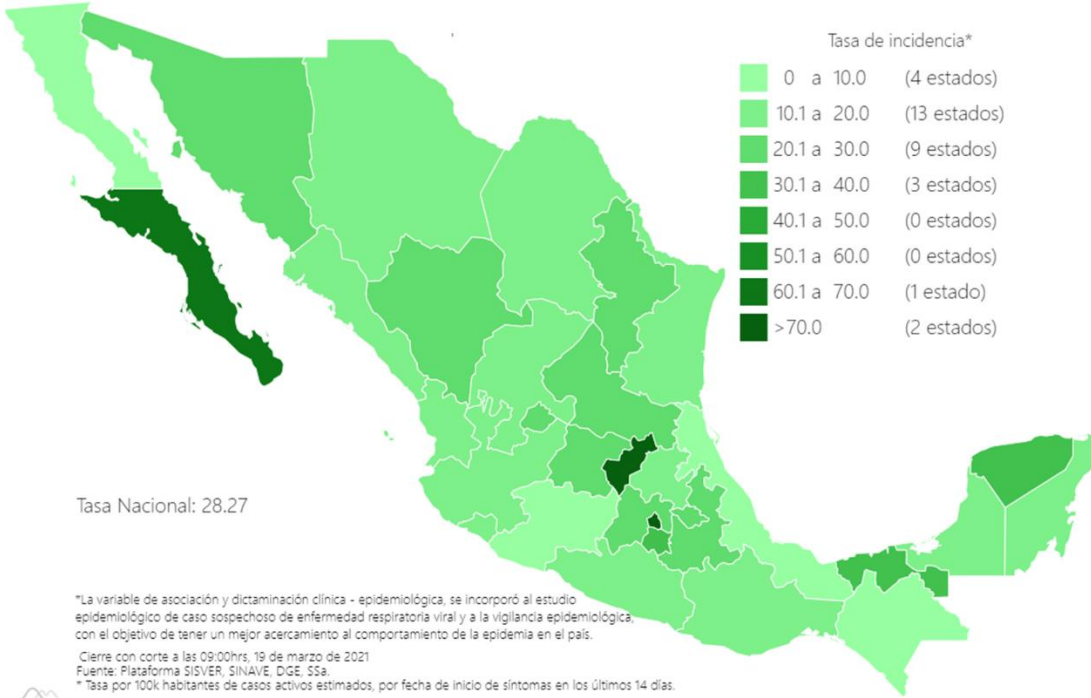 Tasa de incidencia*
0 a 10.0 (4 estados)
10.1 a 20.0 (13 estados)
20.1 a 30.0 (9 estados)
30.1 a 40.0 (3 estados)
40.1 a 50.0 (0 estados)
50.1 a 60.0 (0 estados)
60.1 a 70.0 (1 estado)
>70.0 (2 estados)
Tasa Nacional: 28.27
*La variable de asociación y dictaminación clínica - epidemiológica, se incorporó al estudio
epidemiológico de caso sospechoso de enfermedad respiratoria viral y a la vigilancia epidemiológica,
con el objetivo de tener un mejor acercamiento al comportamiento de la epidemia en el país.
Cierre con corte a las 09:00hrs, 19 de marzo de 2021
Fuente: Plataforma SISVER, SINAVE, DGE, SSa.
* Tasa por 100k habitantes de casos activos estimados, por fecha de inicio de síntomas en los últimos 14 días.